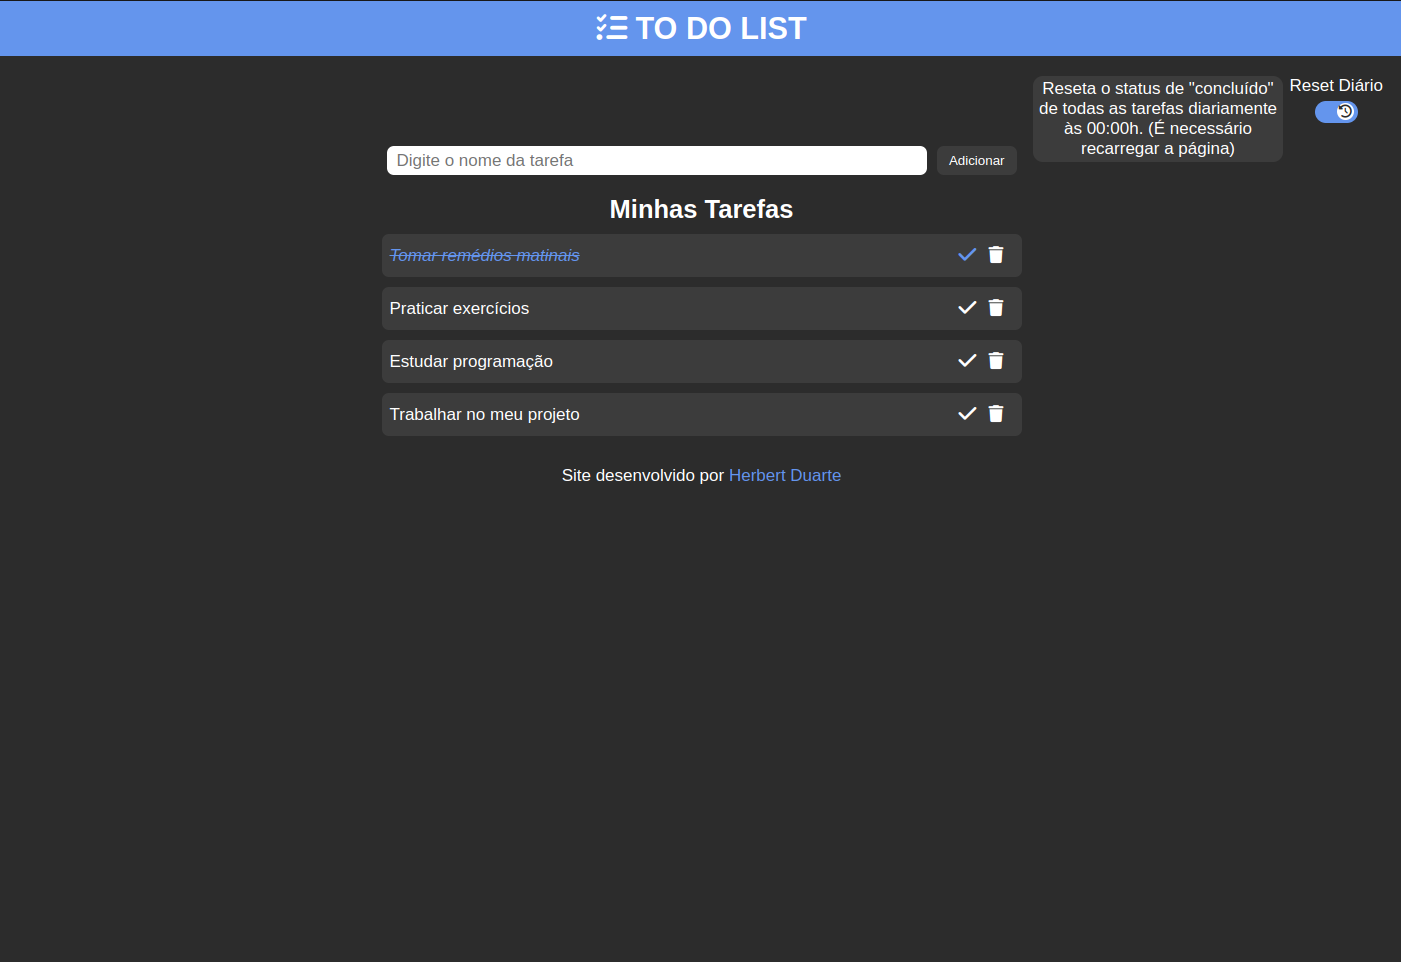 TO DO LIST
Reseta o status de "concluído"
de todas as tarefas diariamente
às 00:00h. (É necessário
recarregar a página)
Reset Diário
Digite o nome da tarefa
Adicionar
Minhas Tarefas
Tomar remédios matinais
Praticar exercícios
Estudar programação
Trabalhar no meu projeto
Site desenvolvido por Herbert Duarte